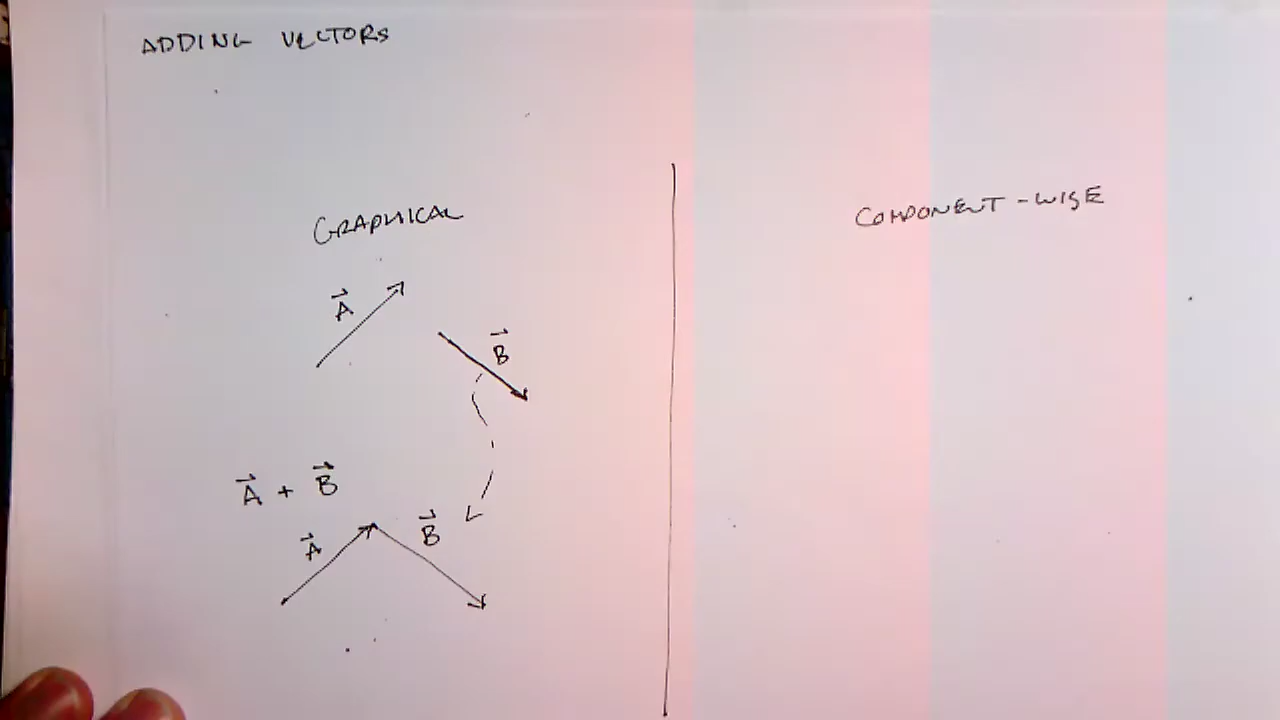 ADDING VECTORS
GRAPHICAL
COMPONENT-WISE
A⃗
B⃗
A⃗ + B⃗
A⃗
B⃗